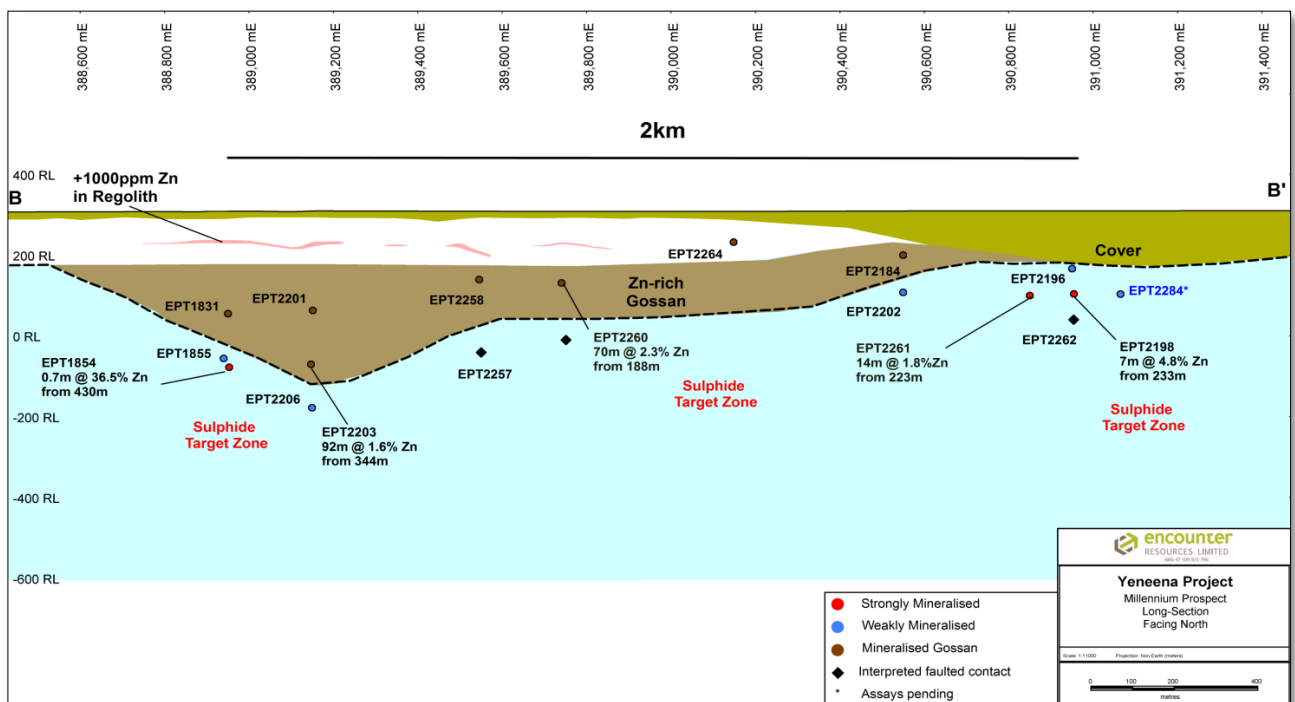 388,600 mE
388,800 mE
389,000 mE
389,200 mE
389,400 mE
389,600 mE
389,800 mE
390,000 mE
390,200 mE
390,400 mE
390,600 mE
390,800 mE
391,000 mE
391,200 mE
391,400 mE
2km
400 RL
+1000ppm Zn
in Regolith
B
B'
200 RL
EPT2264
Cover
EPT2184
EPT2196
EPT2284*
EPT2258
Zn-rich
Gossan
EPT2201
EPT1831
EPT2202
0 RL
EPT2260
70m @ 2.3% Zn
from 188m
EPT2262
EPT2261
14m @ 1.8%Zn
from 223m
EPT2198
7m @ 4.8% Zn
from 233m
EPT1855
EPT1854
0.7m @ 36.5% Zn
from 430m
EPT2257
Sulphide
Target Zone
EPT2206
-200 RL
Sulphide
Target Zone
EPT2203
92m @ 1.6% Zn
from 344m
Sulphide
Target Zone
-400 RL
-600 RL
Strongly Mineralised
Weakly Mineralised
Mineralised Gossan
Interpreted faulted contact
* Assays pending
encounter
RESOURCES LIMITED
Yeneena Project
Millennium Prospect
Long-Section
Facing North
Scale 1:11000 Projection: Non-Earth (meters)
0 100 200 400
metres